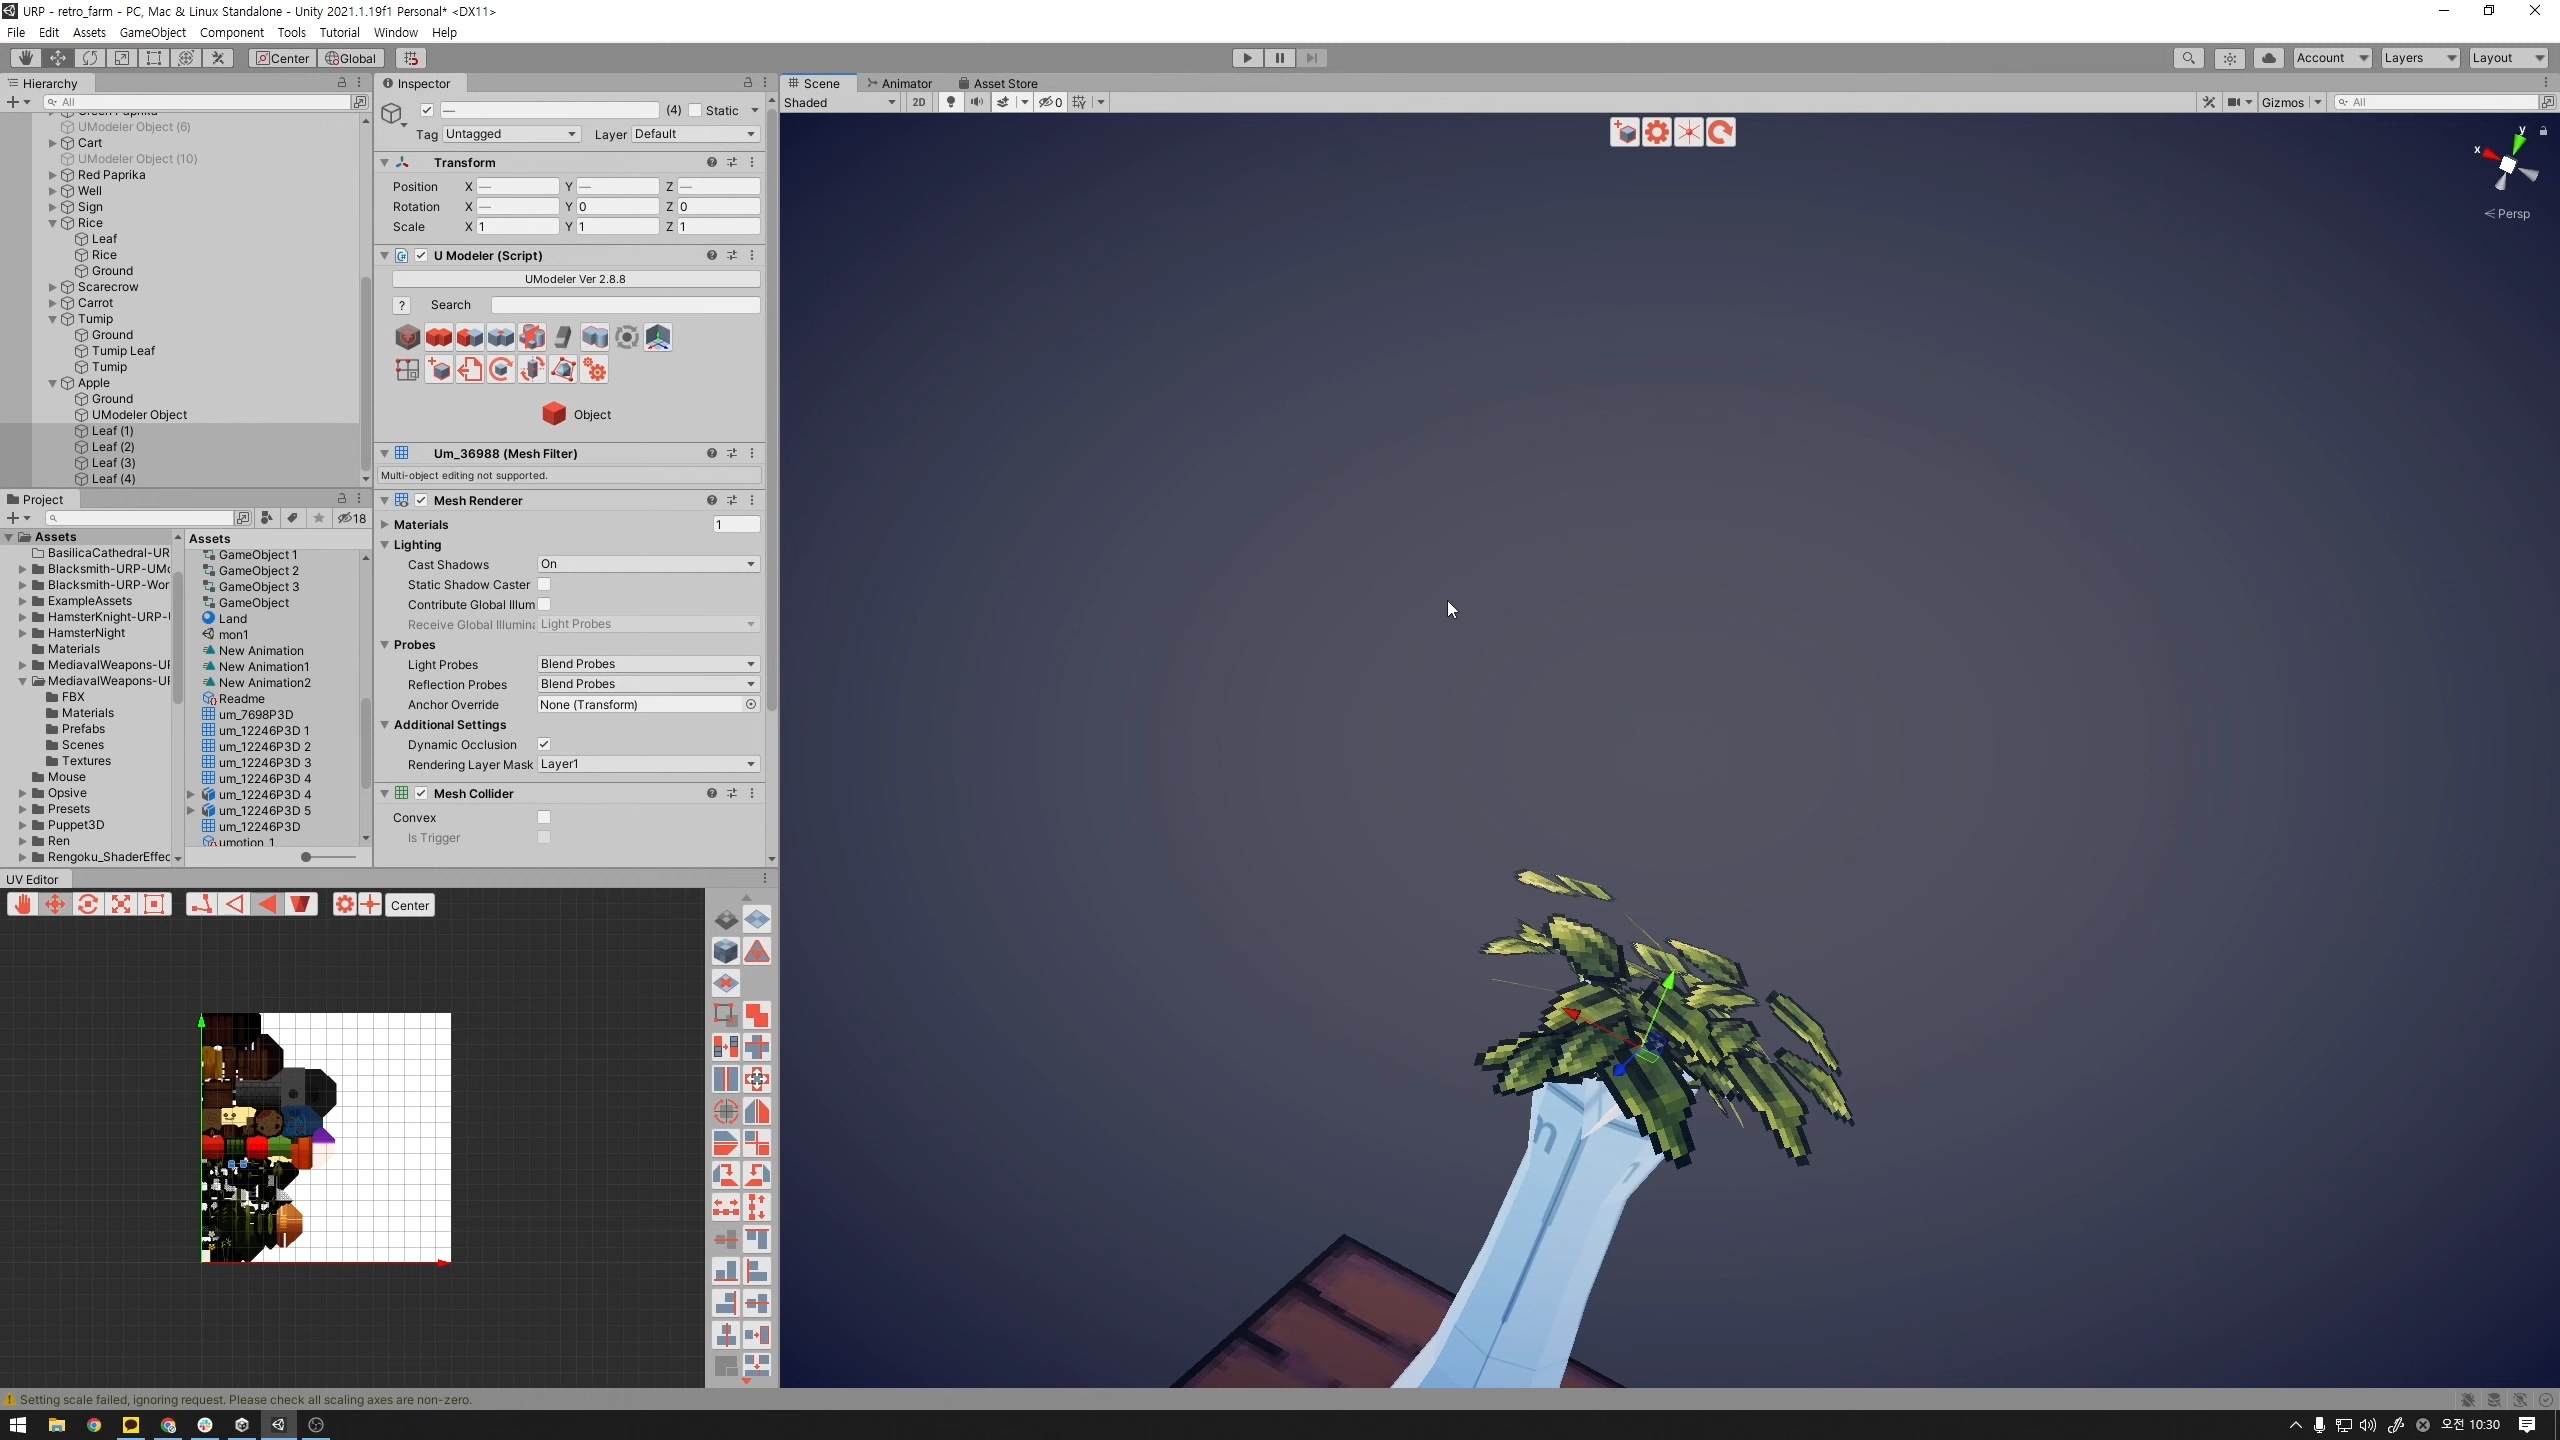 URP - retro_farm - PC, Mac & Linux Standalone - Unity 2021.1.19f1 Personal* <DX11>
File Edit Assets GameObject Component Tools Tutorial Window Help
Center Global Account Layers Layout
Hierarchy
All
UModeler Object (6)
Cart
UModeler Object (10)
Red Paprika
Well
Sign
Rice
Leaf
Rice
Ground
Scarecrow
Carrot
Tumip
Ground
Tumip Leaf
Tumip
Apple
Ground
UModeler Object
Leaf (1)
Leaf (2)
Leaf (3)
Leaf (4)
Inspector
— (4) Static
Tag Untagged Layer Default
Transform
Position X — Y — Z —
Rotation X — Y 0 Z 0
Scale X 1 Y 1 Z 1
U Modeler (Script)
UModeler Ver 2.8.8
? Search
Object
Um_36988 (Mesh Filter)
Multi-object editing not supported.
Mesh Renderer
Materials 1
Lighting
Cast Shadows On
Static Shadow Caster
Contribute Global Illum
Receive Global Illumina Light Probes
Probes
Light Probes Blend Probes
Reflection Probes Blend Probes
Anchor Override None (Transform)
Additional Settings
Dynamic Occlusion
Rendering Layer Mask Layer1
Mesh Collider
Convex
Is Trigger
Scene Animator Asset Store
Shaded 2D 0 Gizmos All
y
x
Persp
Project
18
Assets
BasilicaCathedral-UR
Blacksmith-URP-UMo
Blacksmith-URP-Wor
ExampleAssets
HamsterKnight-URP-
HamsterNight
Materials
MediavalWeapons-UF
MediavalWeapons-UF
FBX
Materials
Prefabs
Scenes
Textures
Mouse
Opsive
Presets
Puppet3D
Ren
Rengoku_ShaderEffec
Assets
GameObject 1
GameObject 2
GameObject 3
GameObject
Land
mon1
New Animation
New Animation1
New Animation2
Readme
um_7698P3D
um_12246P3D 1
um_12246P3D 2
um_12246P3D 3
um_12246P3D 4
um_12246P3D 4
um_12246P3D 5
um_12246P3D
umotion 1
UV Editor
Center
n
Setting scale failed, ignoring request. Please check all scaling axes are non-zero.
오전 10:30